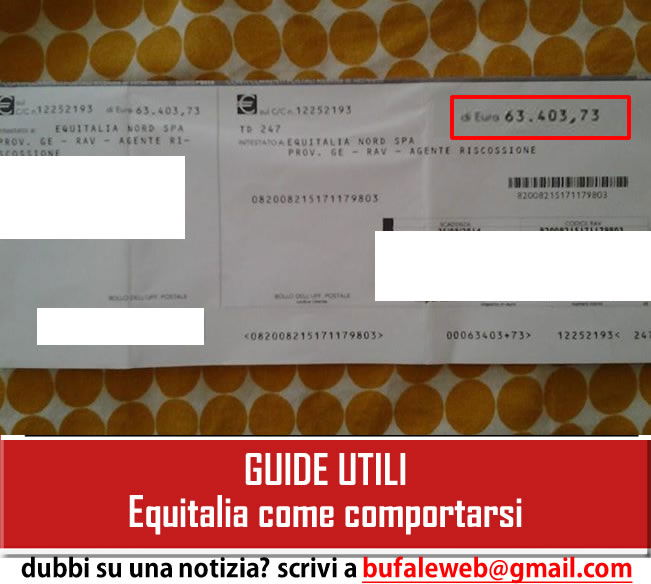 sul C/C n. 12252193 di Euro 63.403,73
INTESTATO A: EQUITALIA NORD SPA
PROV. GE - RAV - AGENTE RI-
SCOSSIONE
BOLLO DELL'UFF. POSTALE
sul C/C n. 12252193 di Euro 63.403,73
TD 247
INTESTATO A: EQUITALIA NORD SPA
PROV. GE - RAV - AGENTE RISCOSSIONE
082008215171179803
82008215171179803
SCADENZA CODICE RAV
82008215171179803
BOLLO DELL'UFF. POSTALE
<082008215171179803> 00063403+73> 12252193< 247
GUIDE UTILI
Equitalia come comportarsi
dubbi su una notizia? scrivi a bufaleweb@gmail.com